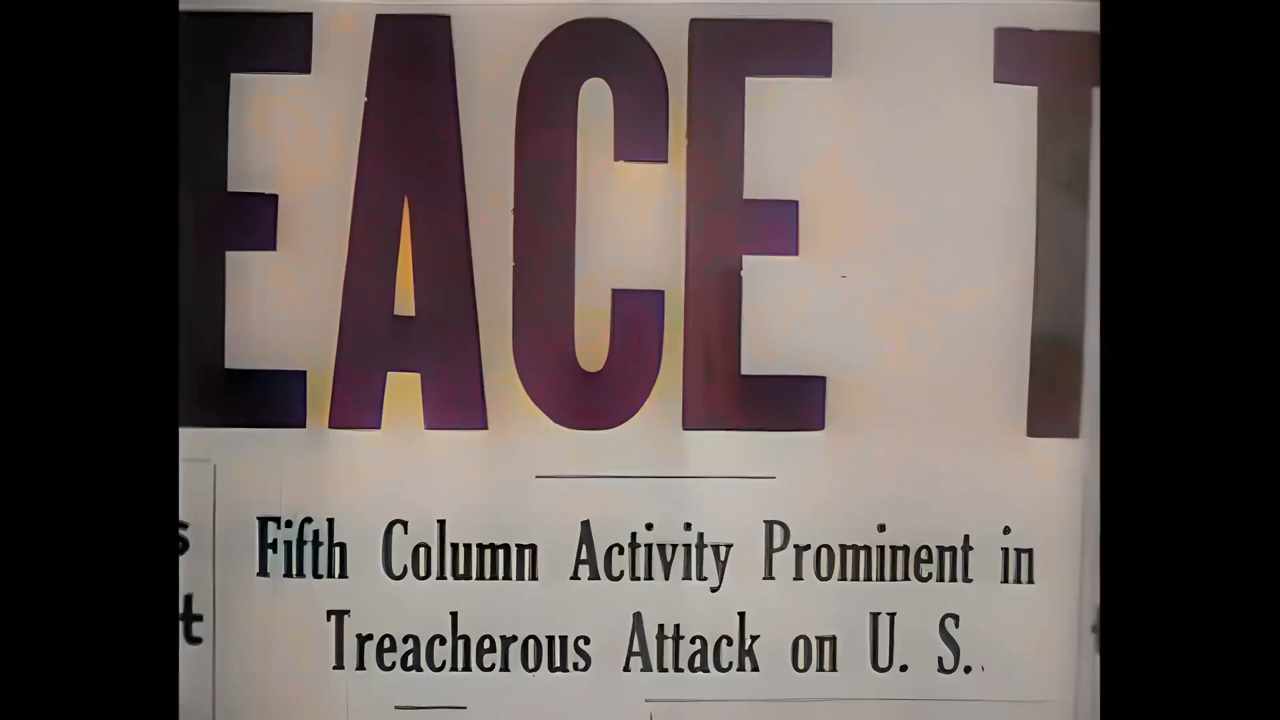 EACE T
s
t
Fifth Column Activity Prominent in
Treacherous Attack on U. S.